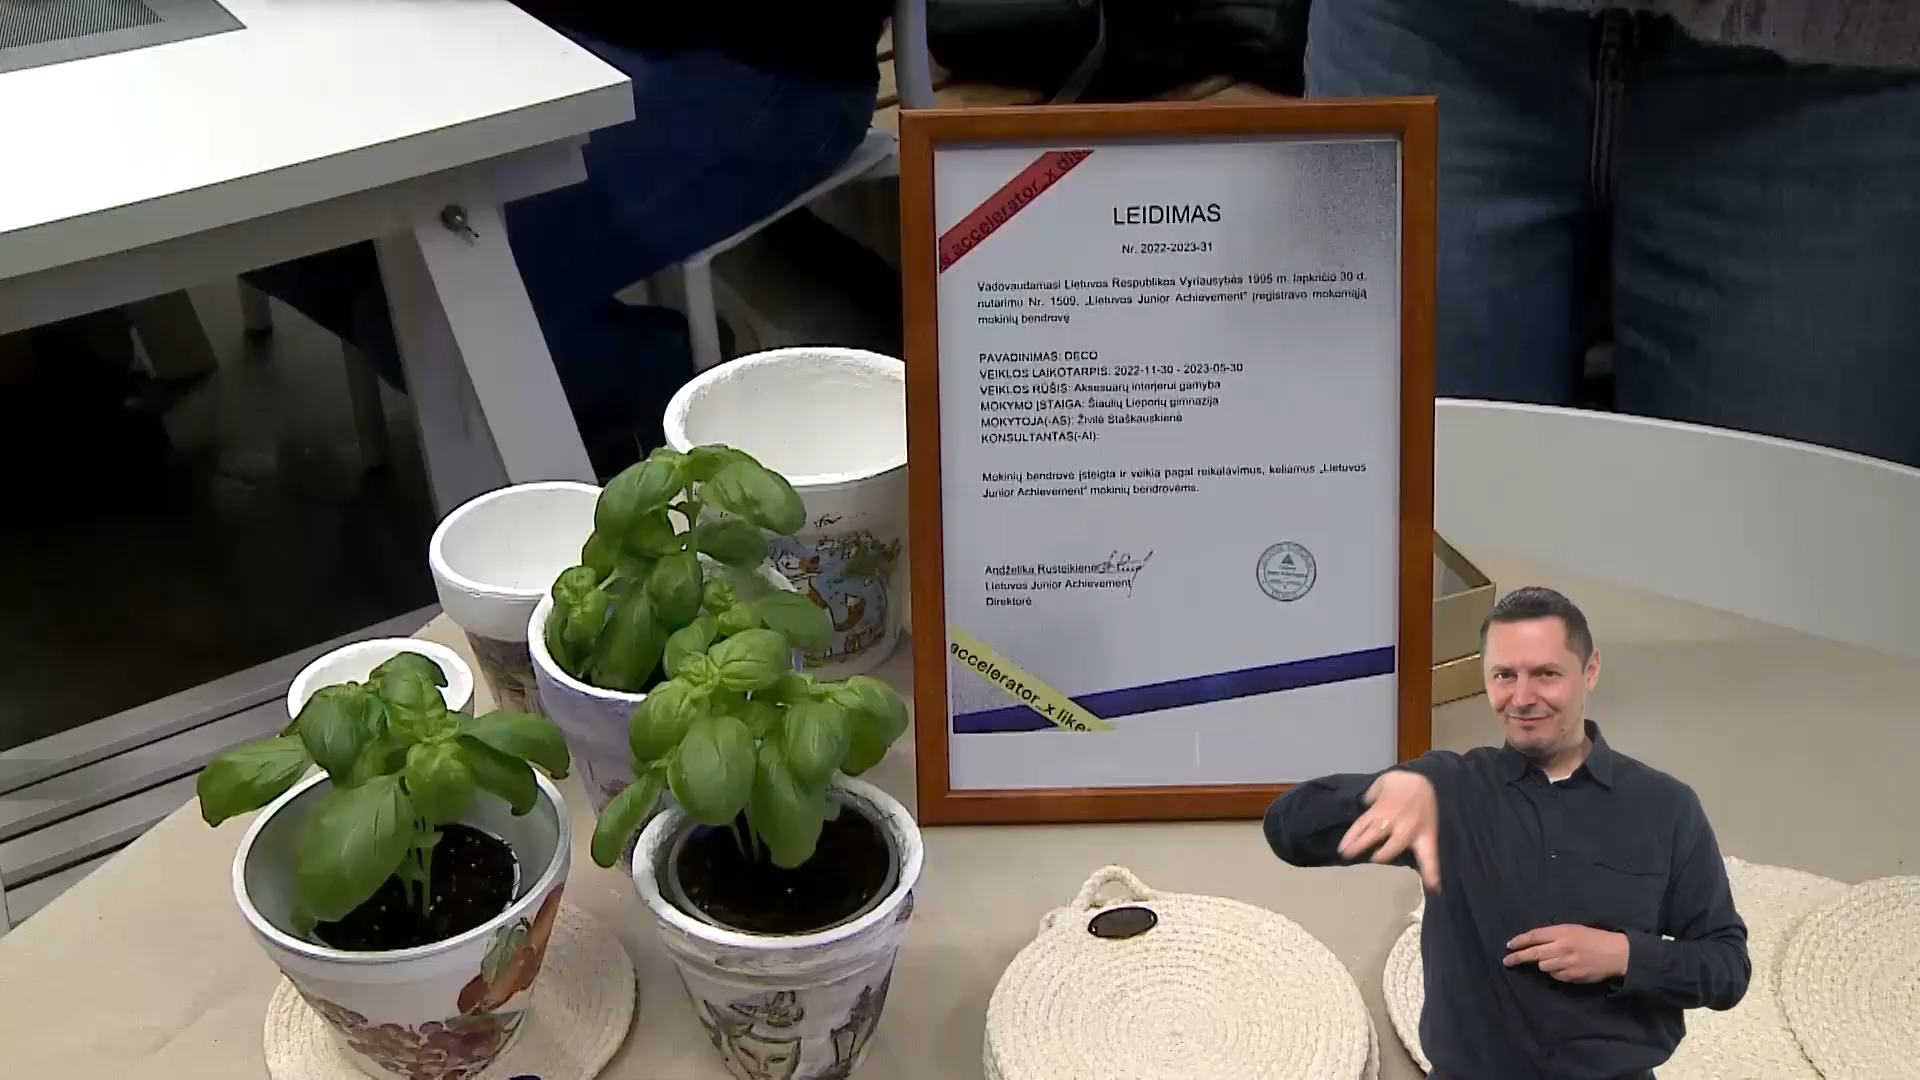 accelerator_x dis
LEIDIMAS
Nr. 2022-2023-31
Vadovaudamasi Lietuvos Respublikos Vyriausybės 1995 m. lapkričio 30 d.
nutarimu Nr. 1509, „Lietuvos Junior Achievement" įregistravo mokomąją
mokinių bendrovę
PAVADINIMAS: DECO
VEIKLOS LAIKOTARPIS: 2022-11-30 - 2023-05-30
VEIKLOS RŪŠIS: Aksesuarų interjerui gamyba
MOKYMO ĮSTAIGA: Šiaulių Lieporių gimnazija
MOKYTOJA(-AS): Živilė Staškauskienė
KONSULTANTAS(-AI):
Mokinių bendrovė įsteigta ir veikia pagal reikalavimus, keliamus „Lietuvos
Junior Achievement" mokinių bendrovėms.
Andželika Rusteikienė
Lietuvos Junior Achievement
Direktorė
accelerator_x like